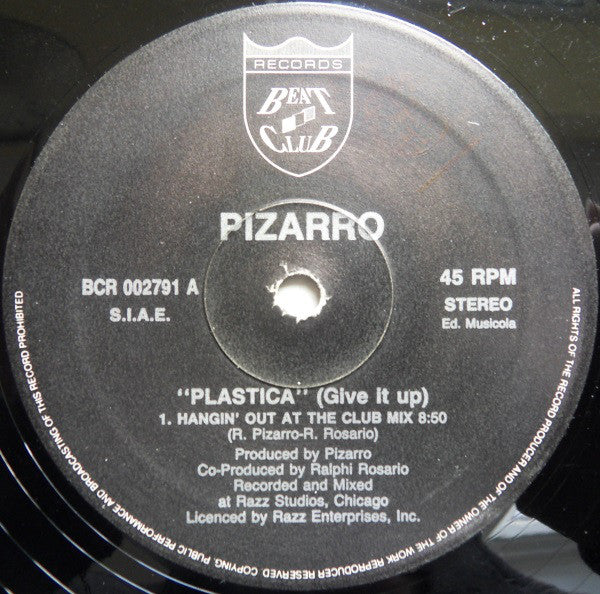 RECORDS
BEAT
CLUB
PIZARRO
BCR 002791 A
S.I.A.E.
45 RPM
STEREO
Ed. Musicola
"PLASTICA" (Give it up)
1. HANGIN' OUT AT THE CLUB MIX 8:50
(R. Pizarro-R. Rosario)
Produced by Pizarro
Co-Produced by Ralphi Rosario
Recorded and Mixed
at Razz Studios, Chicago
Licenced by Razz Enterprises, Inc.
ALL RIGHTS OF THE RECORD PRODUCER AND OF THE OWNER OF THE WORK REPRODUCER RESERVED COPYING, PUBLIC PERFORMANCE AND BROADCASTING OF THIS RECORD PROHIBITED